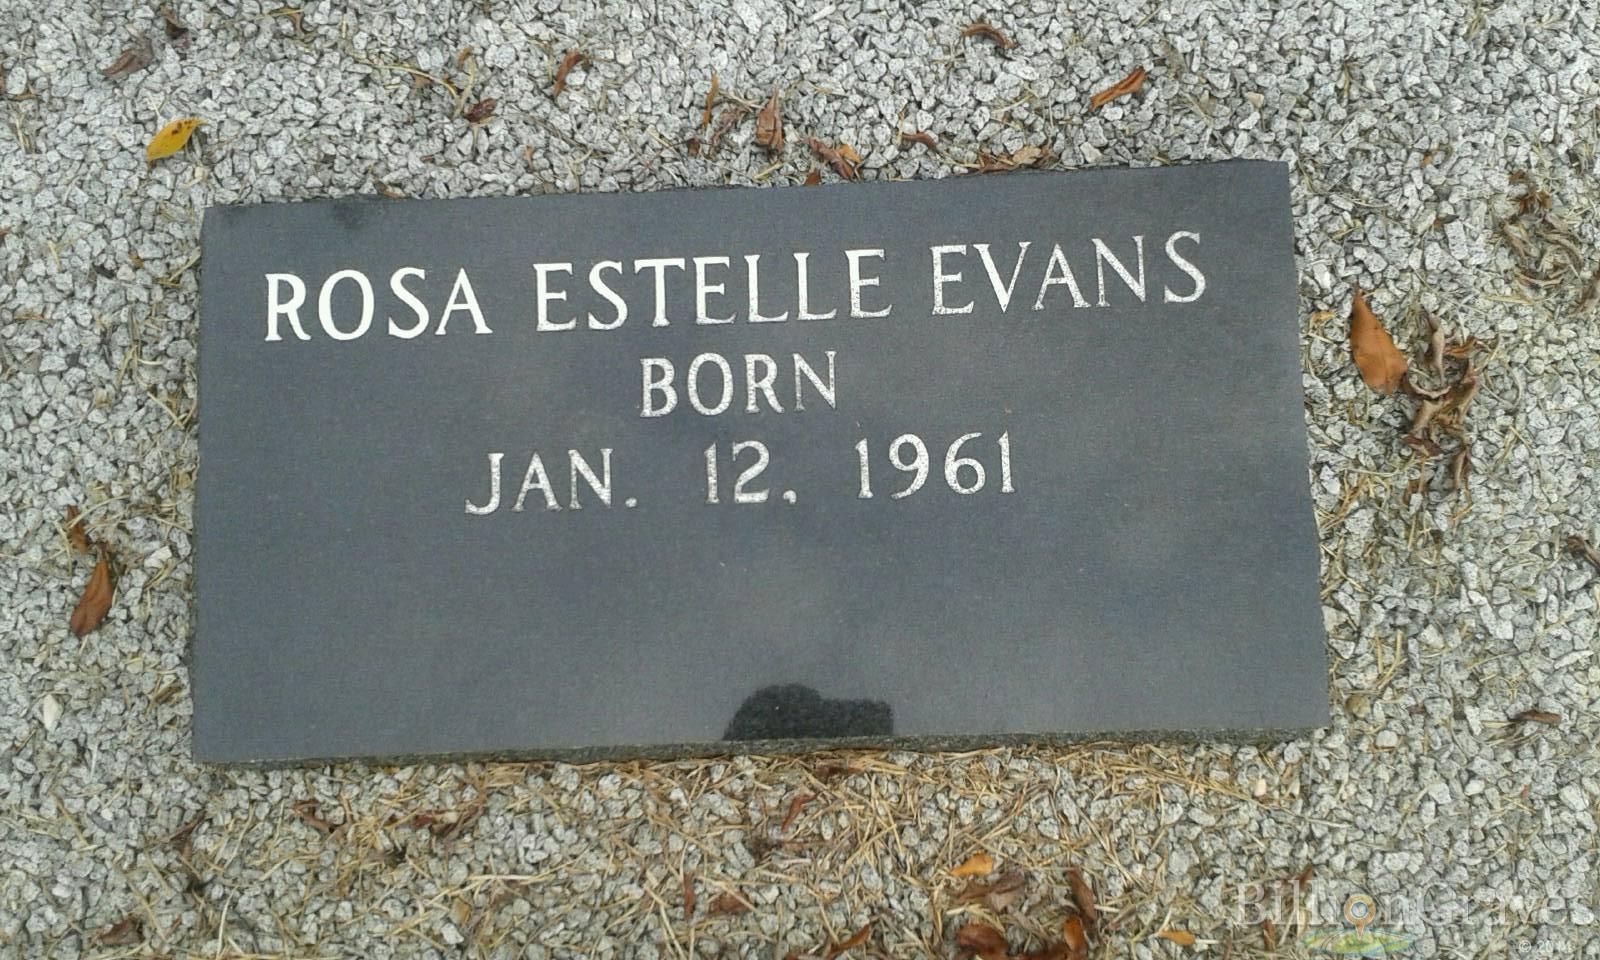 ROSA ESTELLE EVANS
BORN
JAN. 12, 1961
BillionGraves